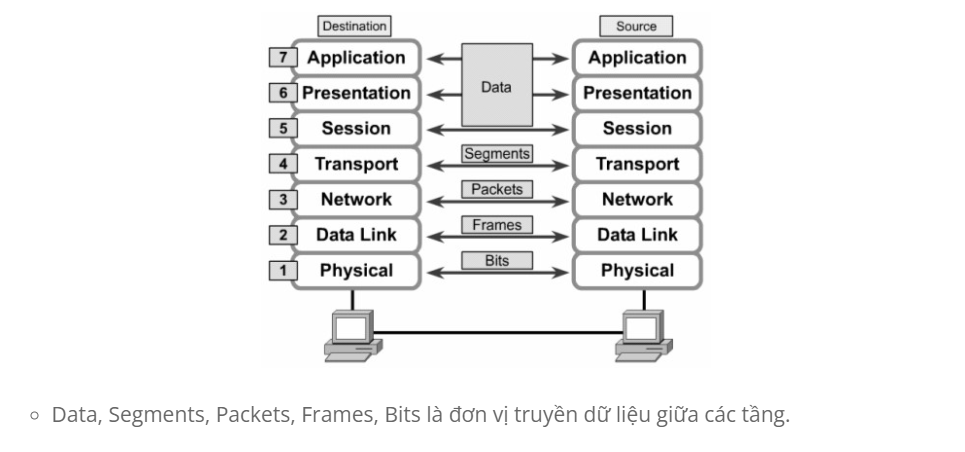 Destination Source
7 Application Application
6 Presentation Data Presentation
5 Session Session
4 Transport Segments Transport
3 Network Packets Network
2 Data Link Frames Data Link
1 Physical Bits Physical
Data, Segments, Packets, Frames, Bits là đơn vị truyền dữ liệu giữa các tầng.